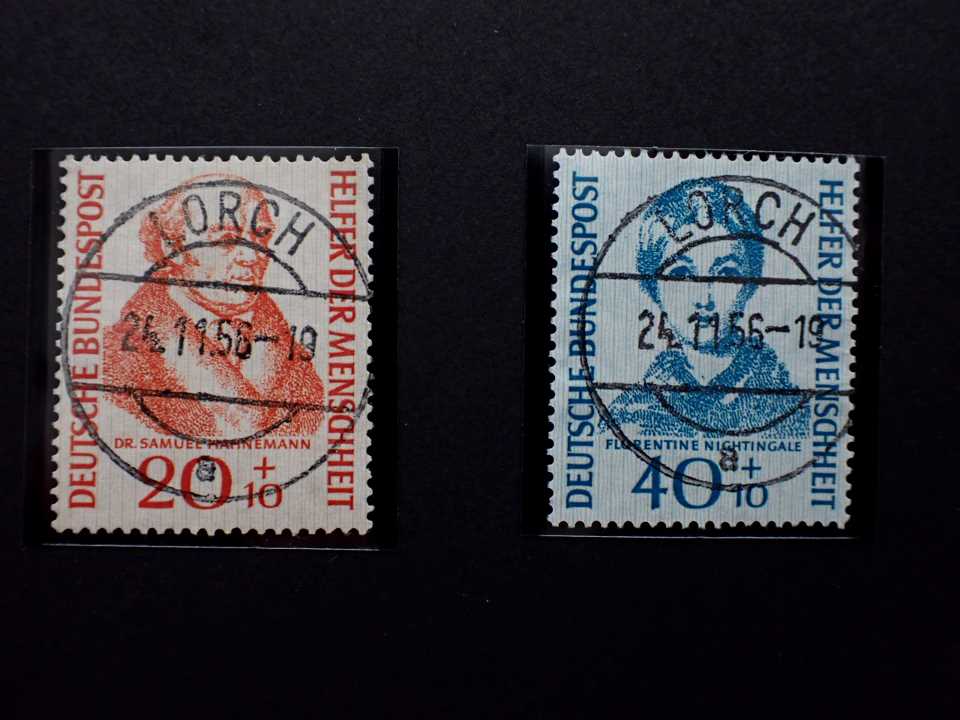 DEUTSCHE BUNDESPOST
HELFER DER MENSCHHEIT
LORCH
24.11.56-19
a
DR. SAMUEL HAHNEMANN
20 + 10
DEUTSCHE BUNDESPOST
HELFER DER MENSCHHEIT
LORCH
24.11.56-19
a
FLORENTINE NIGHTINGALE
40 + 10